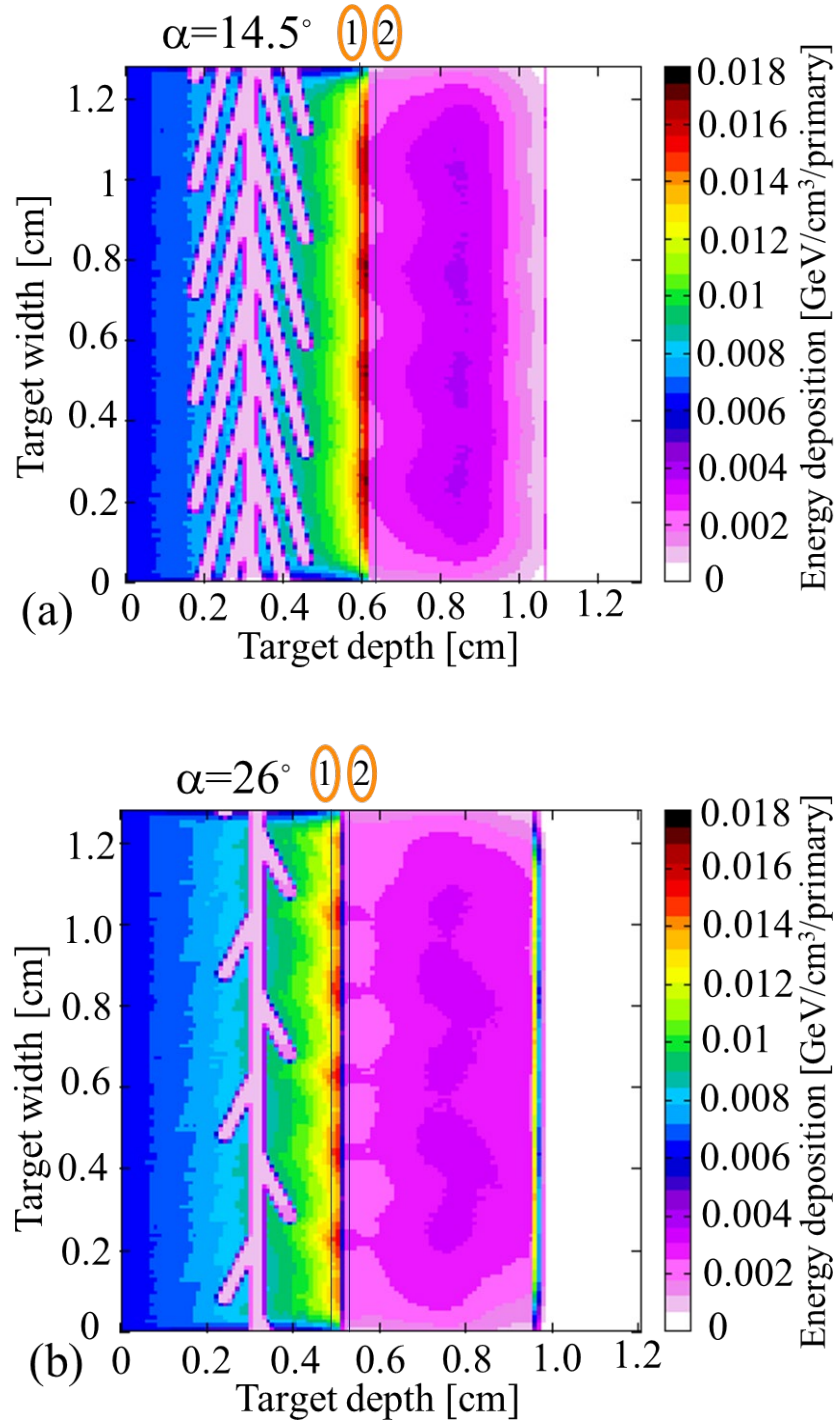 α=14.5° 1 2
Target width [cm]
1.2
1
0.8
0.6
0.4
0.2
0
0 0.2 0.4 0.6 0.8 1.0 1.2
Target depth [cm]
(a)
0.018
0.016
0.014
0.012
0.01
0.008
0.006
0.004
0.002
0
Energy deposition [GeV/cm³/primary]
α=26° 1 2
Target width [cm]
1.2
1.0
0.8
0.6
0.4
0.2
0
0 0.2 0.4 0.6 0.8 1.0 1.2
Target depth [cm]
(b)
0.018
0.016
0.014
0.012
0.01
0.008
0.006
0.004
0.002
0
Energy deposition [GeV/cm³/primary]